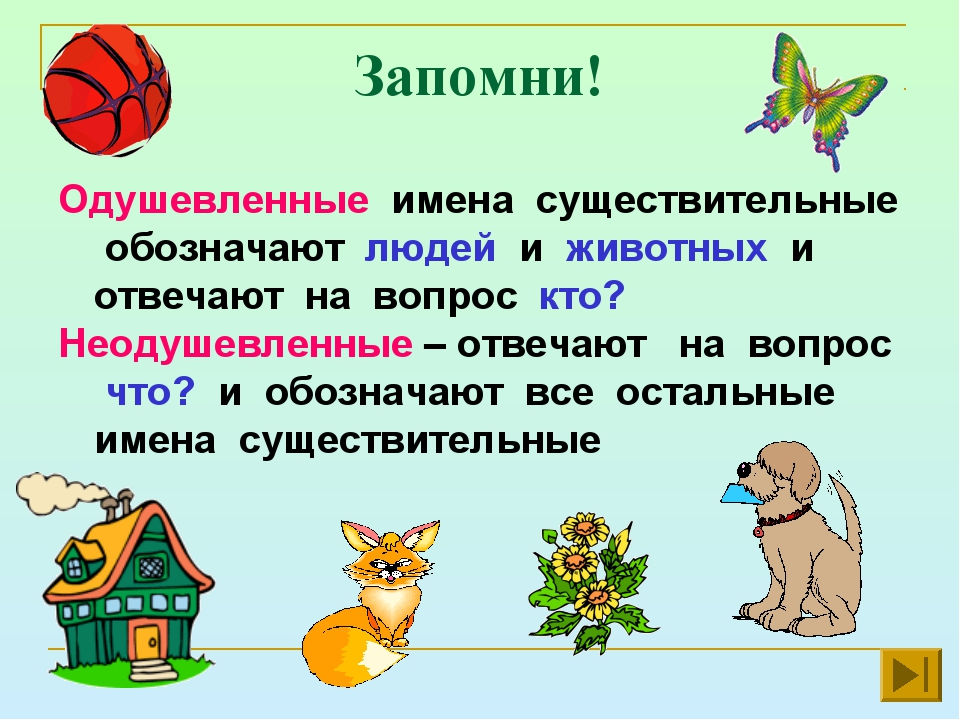 Запомни!
Одушевленные имена существительные
обозначают людей и животных и
отвечают на вопрос кто?
Неодушевленные – отвечают на вопрос
что? и обозначают все остальные
имена существительные